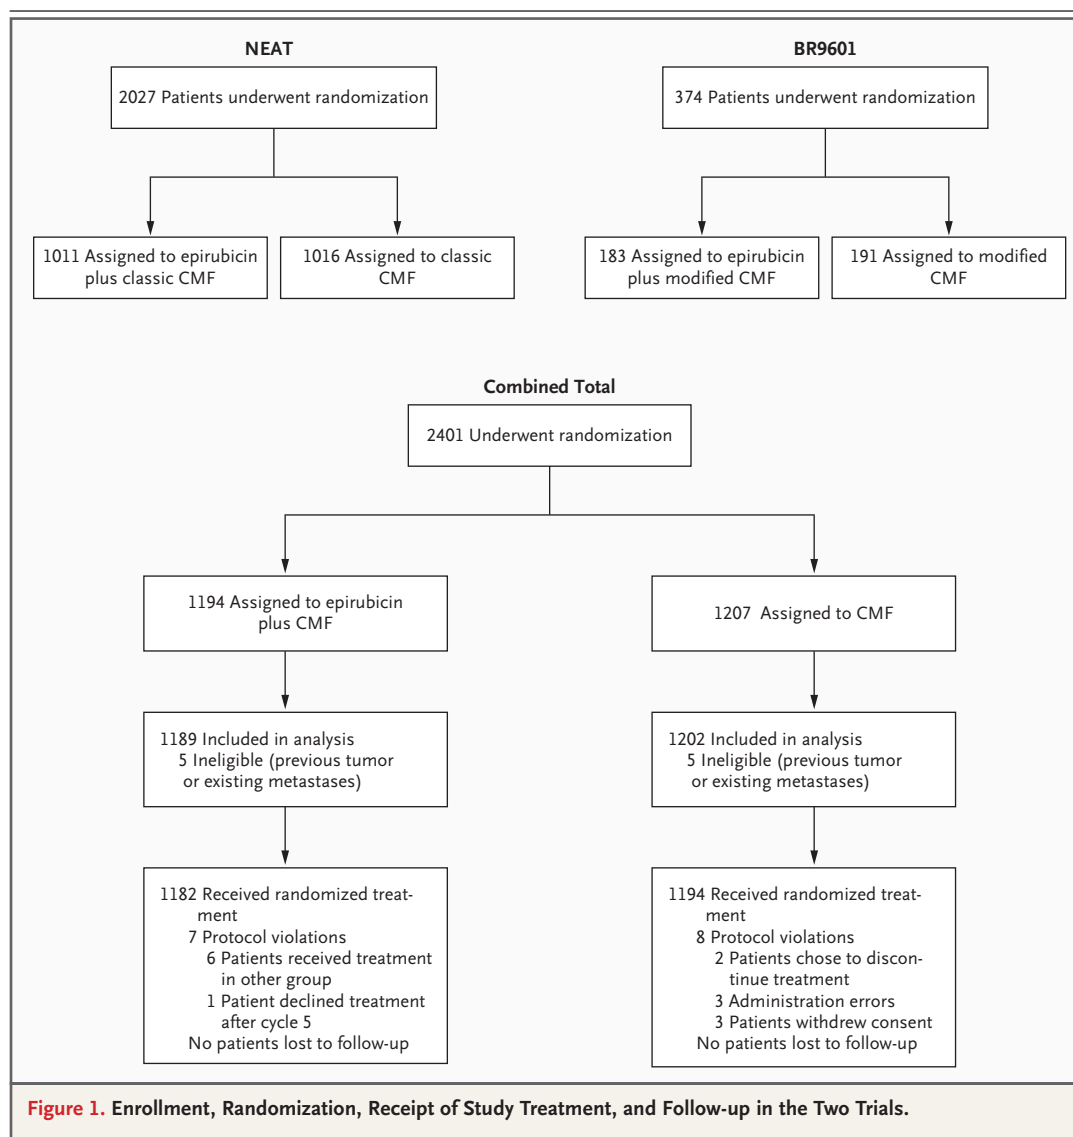 NEAT
2027 Patients underwent randomization
1011 Assigned to epirubicin
plus classic CMF
1016 Assigned to classic
CMF
BR9601
374 Patients underwent randomization
183 Assigned to epirubicin
plus modified CMF
191 Assigned to modified
CMF
Combined Total
2401 Underwent randomization
1194 Assigned to epirubicin
plus CMF
1207 Assigned to CMF
1189 Included in analysis
5 Ineligible (previous tumor
or existing metastases)
1202 Included in analysis
5 Ineligible (previous tumor
or existing metastases)
1182 Received randomized treat-
ment
7 Protocol violations
6 Patients received treatment
in other group
1 Patient declined treatment
after cycle 5
No patients lost to follow-up
1194 Received randomized treat-
ment
8 Protocol violations
2 Patients chose to discon-
tinue treatment
3 Administration errors
3 Patients withdrew consent
No patients lost to follow-up
Figure 1. Enrollment, Randomization, Receipt of Study Treatment, and Follow-up in the Two Trials.